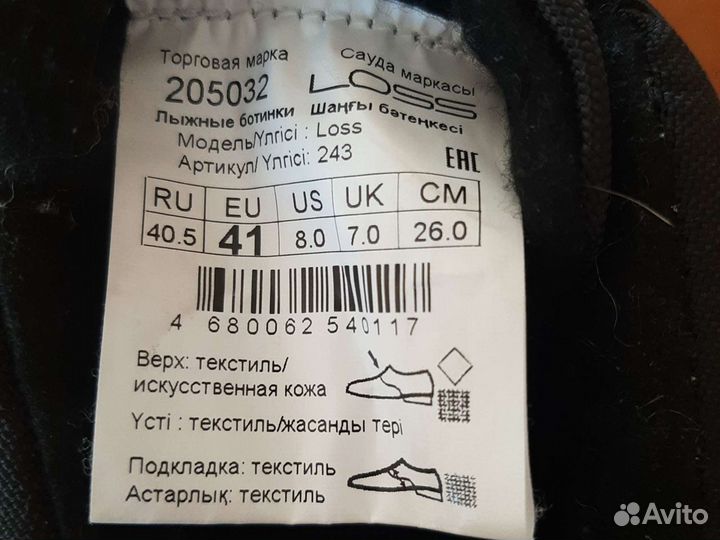 Торговая марка Сауда маркасы
205032 LOSS
Лыжные ботинки Шаңғы бәтеңкесі
Модель/Үлгісі : Loss
Артикул/Үлгісі: 243 EAC
RU EU US UK CM
40.5 41 8.0 7.0 26.0
4 680062 540117
Верх: текстиль/
искусственная кожа
Үсті : текстиль/жасанды тері
Подкладка: текстиль
Астарлық: текстиль
Avito